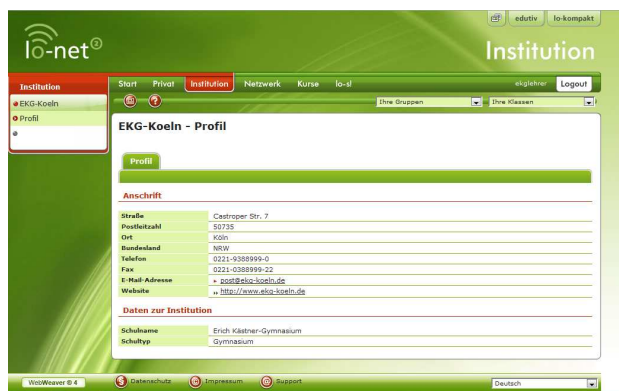 edutiv lo-kompakt
lo-net²
Institution
Institution
Start Privat Institution Netzwerk Kurse lo-s!
ekglehrer Logout
EKG-Koeln
Ihre Gruppen Ihre Klassen
Profil
EKG-Koeln - Profil
Profil
Anschrift
Straße Castroper Str. 7
Postleitzahl 50735
Ort Köln
Bundesland NRW
Telefon 0221-9388999-0
Fax 0221-0388999-22
E-Mail-Adresse post@ekg-koeln.de
Website http://www.ekg-koeln.de
Daten zur Institution
Schulname Erich Kästner-Gymnasium
Schultyp Gymnasium
WebWeaver © 4 Datenschutz Impressum Support Deutsch